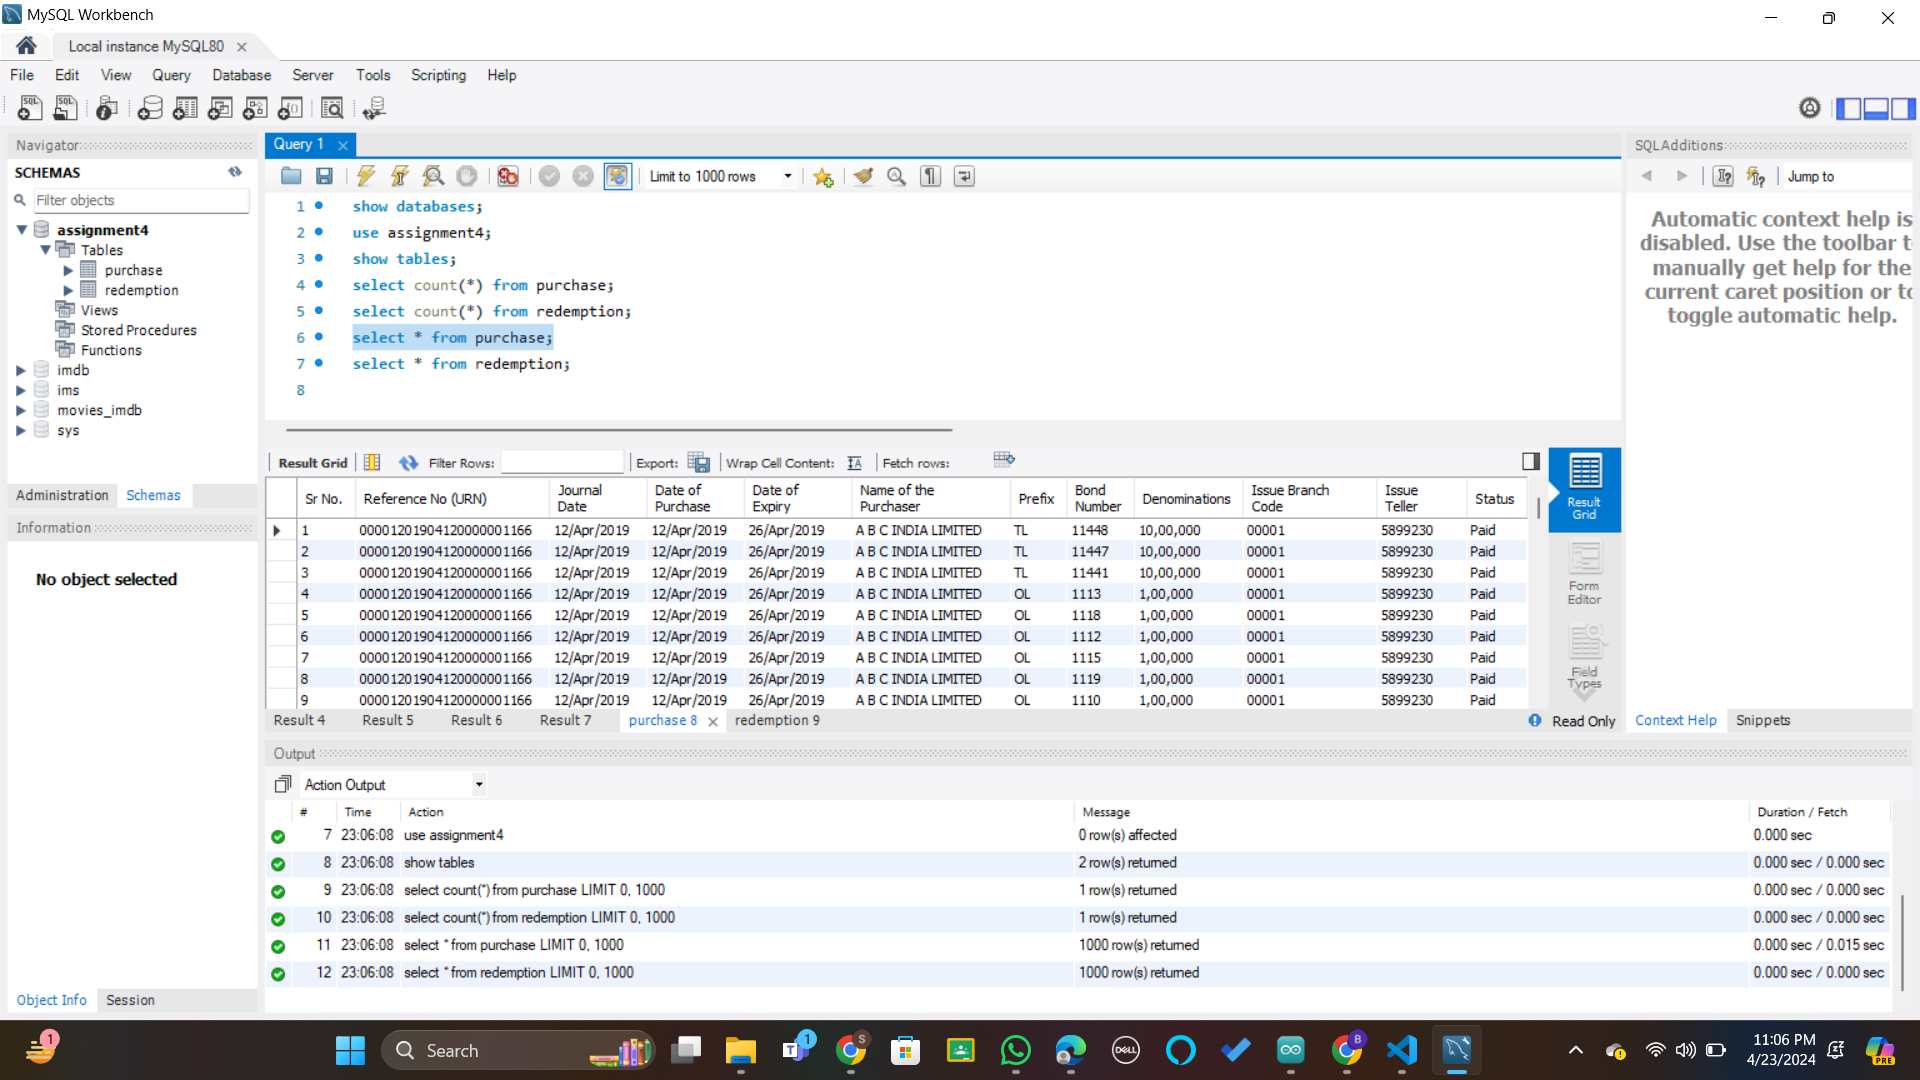 MySQL Workbench
Local instance MySQL80
File Edit View Query Database Server Tools Scripting Help
Navigator
SCHEMAS
Filter objects
assignment4
Tables
purchase
redemption
Views
Stored Procedures
Functions
imdb
ims
movies_imdb
sys
Administration Schemas
Information
No object selected
Object Info Session
Query 1
Limit to 1000 rows
1 show databases;
2 use assignment4;
3 show tables;
4 select count(*) from purchase;
5 select count(*) from redemption;
6 select * from purchase;
7 select * from redemption;
8
Result Grid Filter Rows: Export: Wrap Cell Content: Fetch rows:
Sr No. Reference No (URN) Journal Date Date of Purchase Date of Expiry Name of the Purchaser Prefix Bond Number Denominations Issue Branch Code Issue Teller Status
1 00001201904120000001166 12/Apr/2019 12/Apr/2019 26/Apr/2019 A B C INDIA LIMITED TL 11448 10,00,000 00001 5899230 Paid
2 00001201904120000001166 12/Apr/2019 12/Apr/2019 26/Apr/2019 A B C INDIA LIMITED TL 11447 10,00,000 00001 5899230 Paid
3 00001201904120000001166 12/Apr/2019 12/Apr/2019 26/Apr/2019 A B C INDIA LIMITED TL 11441 10,00,000 00001 5899230 Paid
4 00001201904120000001166 12/Apr/2019 12/Apr/2019 26/Apr/2019 A B C INDIA LIMITED OL 1113 1,00,000 00001 5899230 Paid
5 00001201904120000001166 12/Apr/2019 12/Apr/2019 26/Apr/2019 A B C INDIA LIMITED OL 1118 1,00,000 00001 5899230 Paid
6 00001201904120000001166 12/Apr/2019 12/Apr/2019 26/Apr/2019 A B C INDIA LIMITED OL 1112 1,00,000 00001 5899230 Paid
7 00001201904120000001166 12/Apr/2019 12/Apr/2019 26/Apr/2019 A B C INDIA LIMITED OL 1115 1,00,000 00001 5899230 Paid
8 00001201904120000001166 12/Apr/2019 12/Apr/2019 26/Apr/2019 A B C INDIA LIMITED OL 1119 1,00,000 00001 5899230 Paid
9 00001201904120000001166 12/Apr/2019 12/Apr/2019 26/Apr/2019 A B C INDIA LIMITED OL 1110 1,00,000 00001 5899230 Paid
Result 4 Result 5 Result 6 Result 7 purchase 8 redemption 9
Read Only
Result
Grid
Form
Editor
Field
Types
SQLAdditions
Jump to
Automatic context help is
disabled. Use the toolbar t
manually get help for the
current caret position or to
toggle automatic help.
Context Help Snippets
Output
Action Output
# Time Action Message Duration / Fetch
7 23:06:08 use assignment4 0 row(s) affected 0.000 sec
8 23:06:08 show tables 2 row(s) returned 0.000 sec / 0.000 sec
9 23:06:08 select count(*) from purchase LIMIT 0, 1000 1 row(s) returned 0.000 sec / 0.000 sec
10 23:06:08 select count(*) from redemption LIMIT 0, 1000 1 row(s) returned 0.000 sec / 0.000 sec
11 23:06:08 select * from purchase LIMIT 0, 1000 1000 row(s) returned 0.000 sec / 0.015 sec
12 23:06:08 select * from redemption LIMIT 0, 1000 1000 row(s) returned 0.000 sec / 0.000 sec
1
Search
1
S
DELL
B
11:06 PM
4/23/2024
PRE